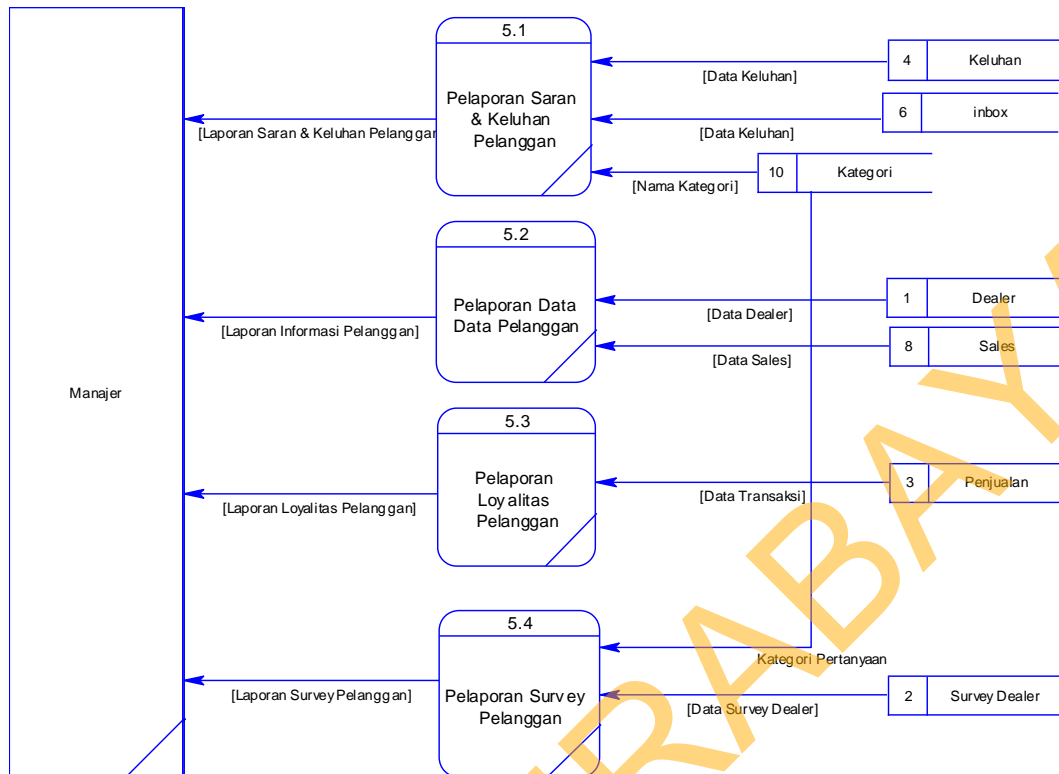 5.1
Pelaporan Saran
& Keluhan
Pelanggan
4
Keluhan
[Data Keluhan]
6
inbox
[Data Keluhan]
[Laporan Saran & Keluhan Pelanggan
10
Kategori
[Nama Kategori]
5.2
Pelaporan Data
Data Pelanggan
1
Dealer
[Data Dealer]
[Laporan Informasi Pelanggan]
8
Sales
[Data Sales]
Manajer
5.3
Pelaporan
Loyalitas
Pelanggan
3
Penjualan
[Data Transaksi]
[Laporan Loyalitas Pelanggan]
5.4
Pelaporan Survey
Pelanggan
Kategori Pertanyaan
[Laporan Survey Pelanggan]
2
Survey Dealer
[Data Survey Dealer]
RABAYA